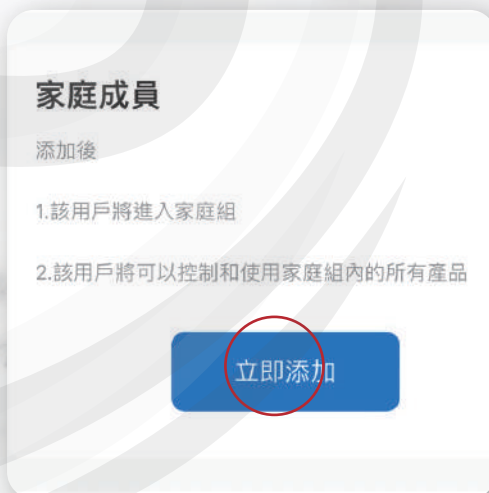 家庭成員
添加後
1.該用戶將進入家庭組
2.該用戶將可以控制和使用家庭組內的所有產品
立即添加